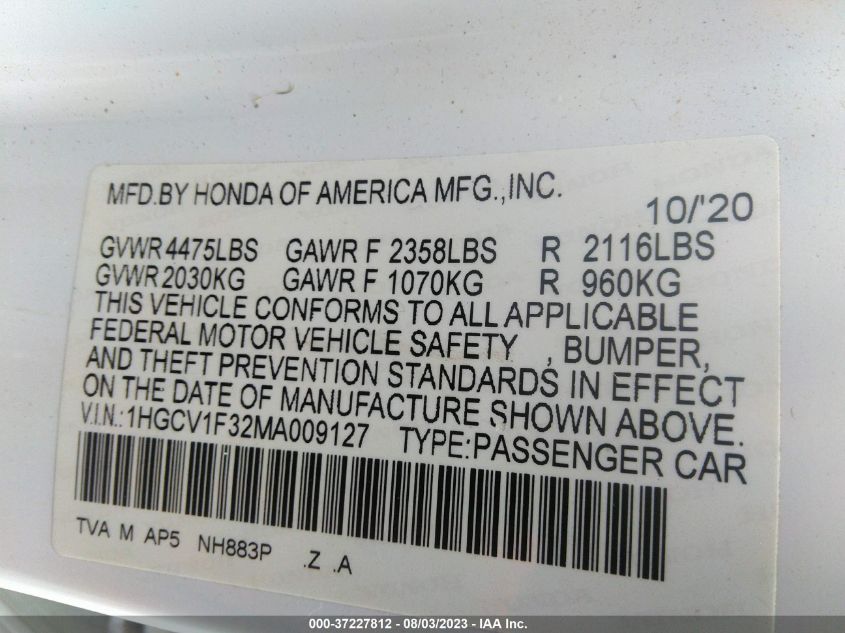 MFD.BY HONDA OF AMERICA MFG.,INC. 10/'20
GVWR 4475LBS GAWR F 2358LBS R 2116LBS
GVWR 2030KG GAWR F 1070KG R 960KG
THIS VEHICLE CONFORMS TO ALL APPLICABLE
FEDERAL MOTOR VEHICLE SAFETY , BUMPER,
AND THEFT PREVENTION STANDARDS IN EFFECT
ON THE DATE OF MANUFACTURE SHOWN ABOVE.
V.I.N.:1HGCV1F32MA009127 TYPE:PASSENGER CAR
TVA M AP5 NH883P .Z .A
000-37227812 - 08/03/2023 - IAA Inc.